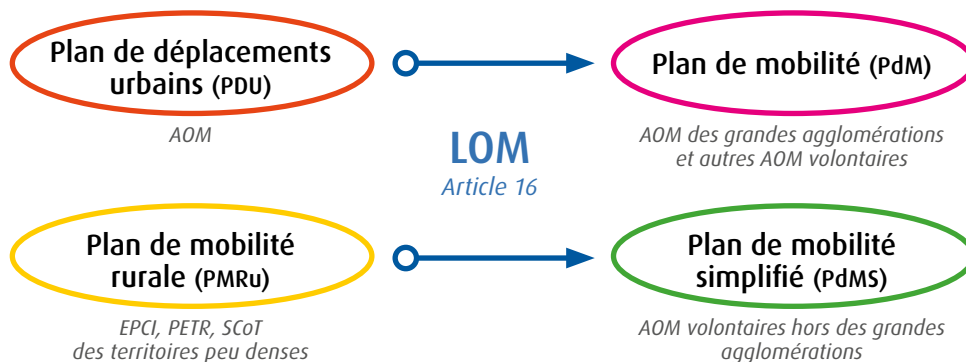 Plan de déplacements
urbains (PDU)
AOM
Plan de mobilité (PdM)
AOM des grandes agglomérations
et autres AOM volontaires
LOM
Article 16
Plan de mobilité
rurale (PMRu)
EPCI, PETR, SCoT
des territoires peu denses
Plan de mobilité
simplifié (PdMS)
AOM volontaires hors des grandes
agglomérations